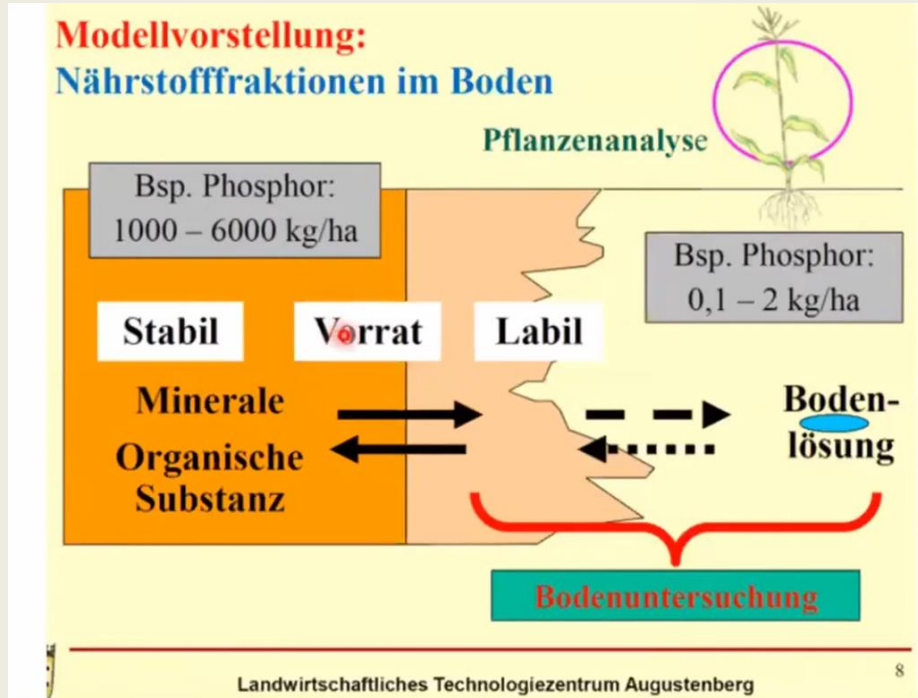 Modellvorstellung:
Nährstofffraktionen im Boden
Pflanzenanalyse
Bsp. Phosphor:
1000 – 6000 kg/ha
Bsp. Phosphor:
0,1 – 2 kg/ha
Stabil
Vorrat
Labil
Minerale
Organische
Substanz
Boden-
lösung
Bodenuntersuchung
Landwirtschaftliches Technologiezentrum Augustenberg
8